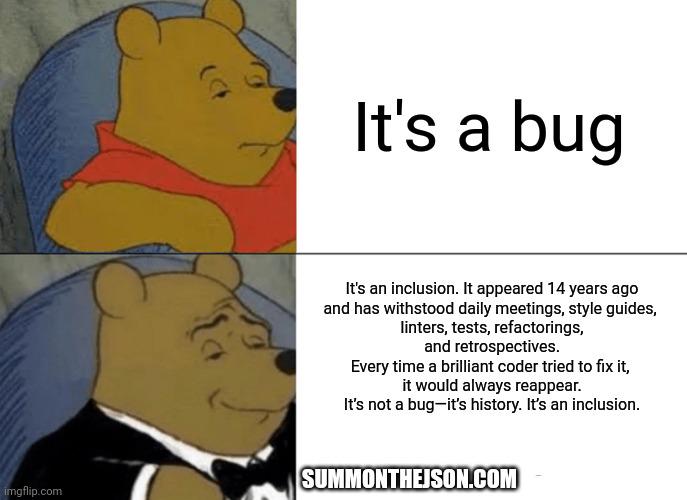 It's a bug
It's an inclusion. It appeared 14 years ago
and has withstood daily meetings, style guides,
linters, tests, refactorings,
and retrospectives.
Every time a brilliant coder tried to fix it,
it would always reappear.
It's not a bug—it’s history. It’s an inclusion.
SUMMONTHEJSON.COM
imgflip.com